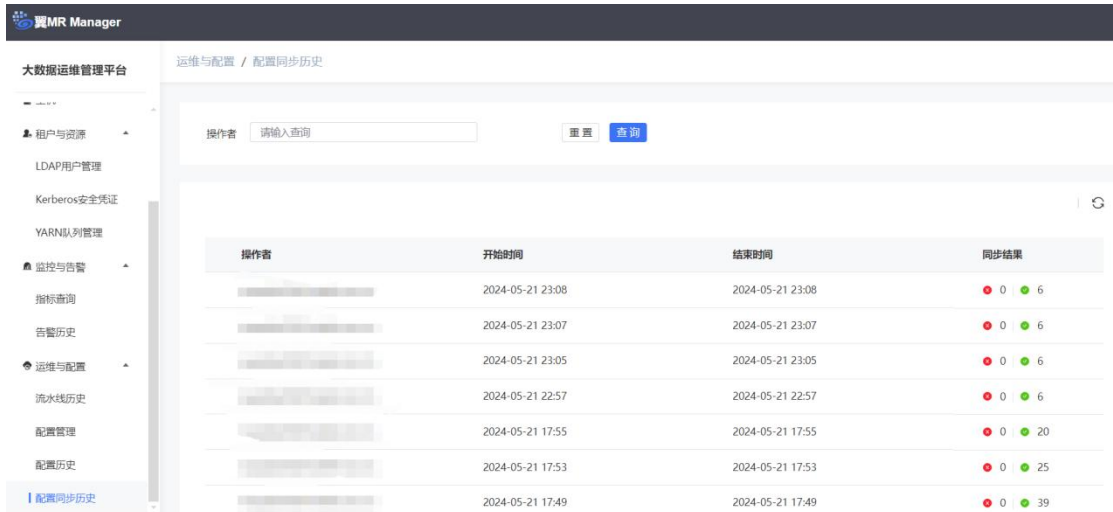 翼MR Manager
大数据运维管理平台
运维与配置 / 配置同步历史
租户与资源
LDAP用户管理
Kerberos安全凭证
YARN队列管理
监控与告警
指标查询
告警历史
运维与配置
流水线历史
配置管理
配置历史
配置同步历史
操作者 请输入查询 重置 查询
操作者 开始时间 结束时间 同步结果
2024-05-21 23:08 2024-05-21 23:08 0 6
2024-05-21 23:07 2024-05-21 23:07 0 6
2024-05-21 23:05 2024-05-21 23:05 0 6
2024-05-21 22:57 2024-05-21 22:57 0 6
2024-05-21 17:55 2024-05-21 17:55 0 20
2024-05-21 17:53 2024-05-21 17:53 0 25
2024-05-21 17:49 2024-05-21 17:49 0 39